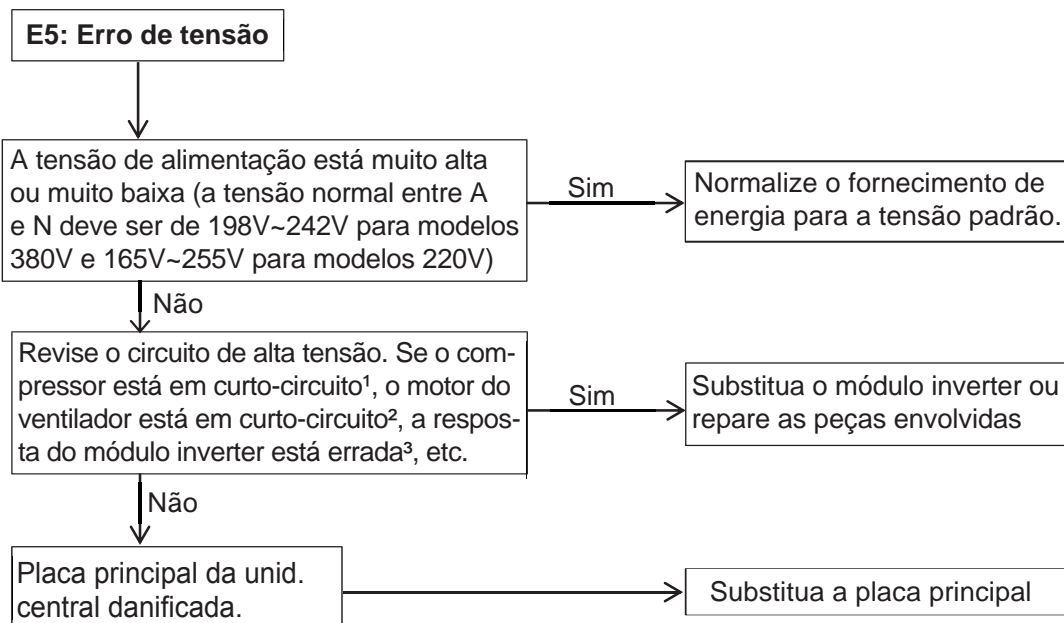 E5: Erro de tensão
A tensão de alimentação está muito alta
ou muito baixa (a tensão normal entre A
e N deve ser de 198V~242V para modelos
380V e 165V~255V para modelos 220V)
Sim
Normalize o fornecimento de
energia para a tensão padrão.
Não
Revise o circuito de alta tensão. Se o com-
pressor está em curto-circuito¹, o motor do
ventilador está em curto-circuito², a respos-
ta do módulo inverter está errada³, etc.
Sim
Substitua o módulo inverter ou
repare as peças envolvidas
Não
Placa principal da unid.
central danificada.
Substitua a placa principal